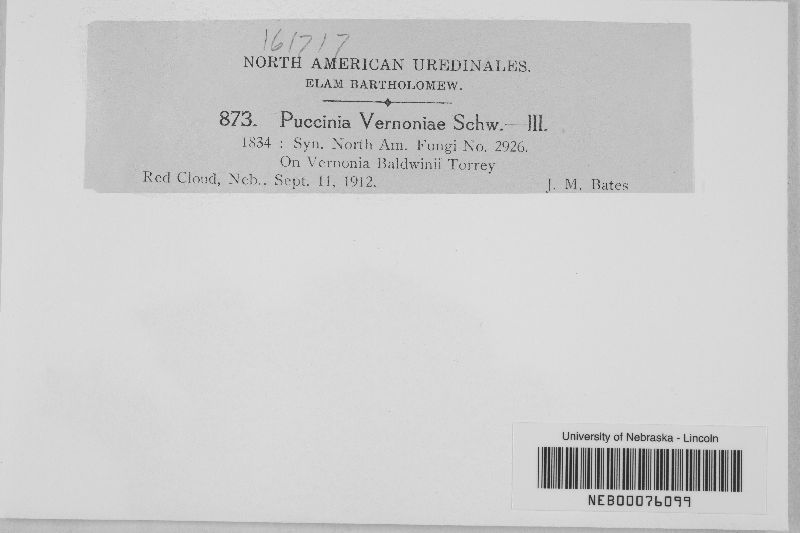 161717
NORTH AMERICAN UREDINALES.
ELAM BARTHOLOMEW.
873. Puccinia Vernoniae Schw.—III.
1834 : Syn. North Am. Fungi No. 2926.
On Vernonia Baldwinii Torrey
Red Cloud, Neb., Sept. 11, 1912.    J. M. Bates
University of Nebraska - Lincoln
NEB00076099